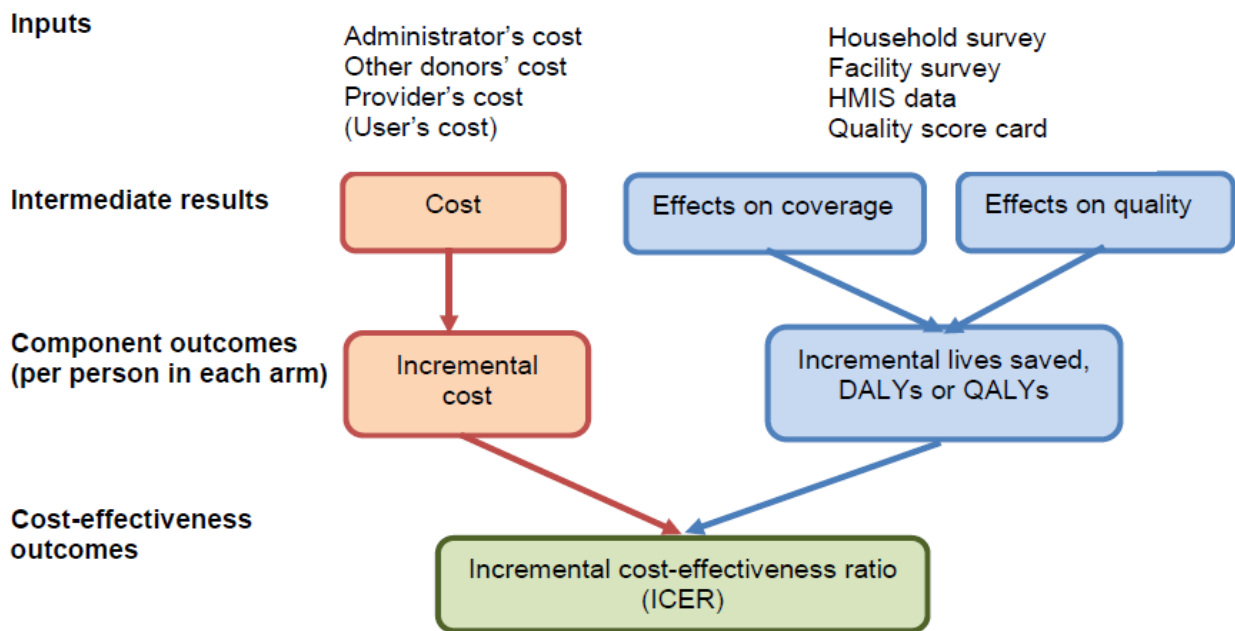 Inputs
Administrator’s cost
Other donors’ cost
Provider’s cost
(User’s cost)
Household survey
Facility survey
HMIS data
Quality score card
Intermediate results
Cost
Effects on coverage
Effects on quality
Component outcomes
(per person in each arm)
Incremental
cost
Incremental lives saved,
DALYs or QALYs
Cost-effectiveness
outcomes
Incremental cost-effectiveness ratio
(ICER)